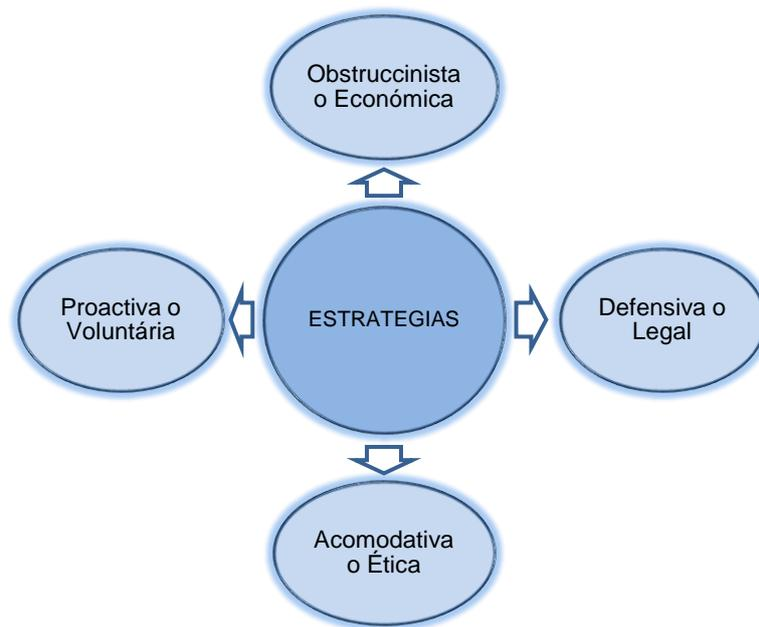 Obstruccinista
o Económica
Proactiva o
Voluntária
ESTRATEGIAS
Defensiva o
Legal
Acomodativa
o Ética